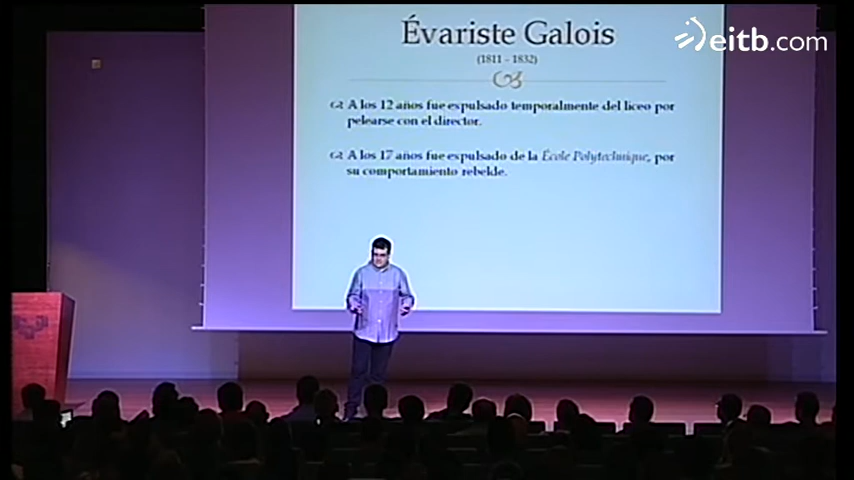 eitb.com
Évariste Galois
(1811 - 1832)
A los 12 años fue expulsado temporalmente del liceo por
pelearse con el director.
A los 17 años fue expulsado de la École Polytechnique, por
su comportamiento rebelde.